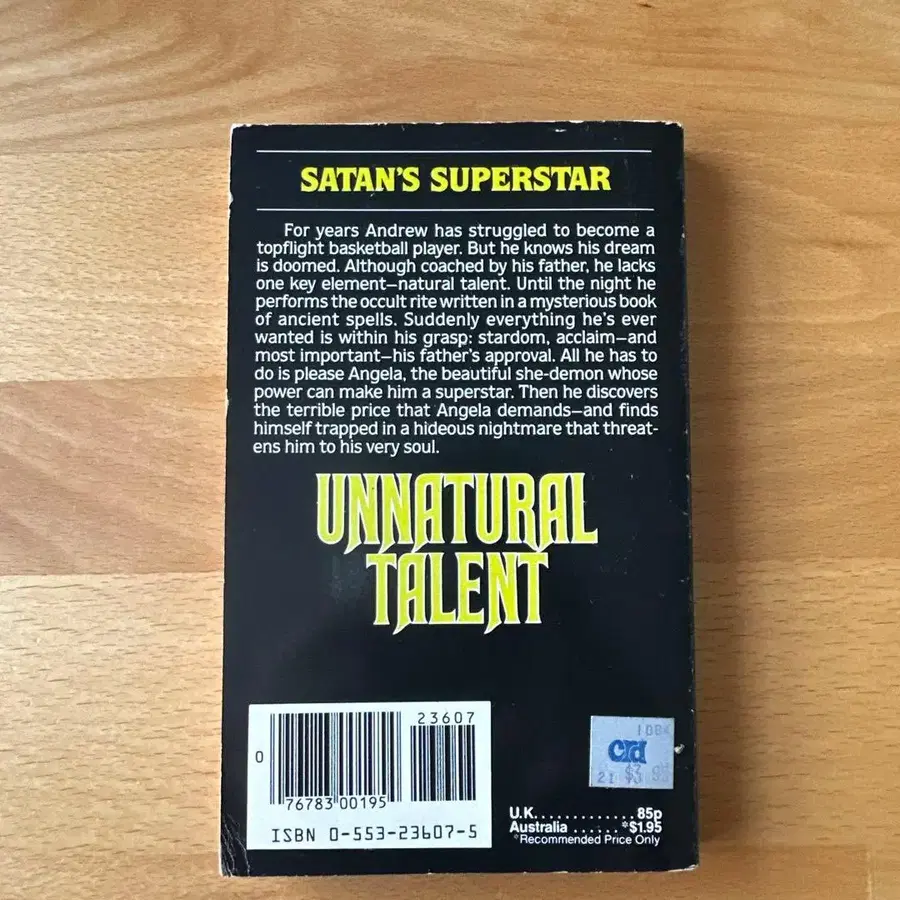 SATAN'S SUPERSTAR
For years Andrew has struggled to become a
topflight basketball player. But he knows his dream
is doomed. Although coached by his father, he lacks
one key element—natural talent. Until the night he
performs the occult rite written in a mysterious book
of ancient spells. Suddenly everything he's ever
wanted is within his grasp: stardom, acclaim—and
most important—his father's approval. All he has to
do is please Angela, the beautiful she-demon whose
power can make him a superstar. Then he discovers
the terrible price that Angela demands—and finds
himself trapped in a hideous nightmare that threat-
ens him to his very soul.
UNNATURAL
TALENT
23607
0
76783 00195
ISBN 0-553-23607-5
crd
21
U.K.............85p
Australia ......*$1.95
*Recommended Price Only